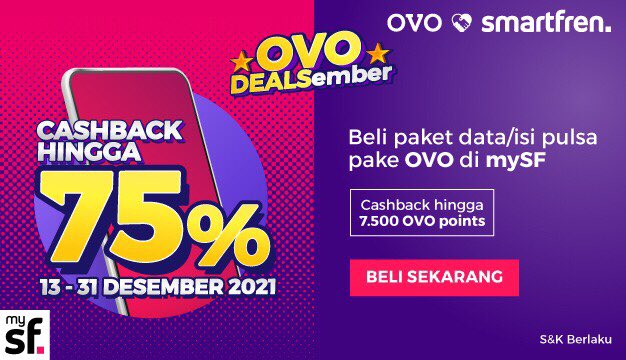 OVO
DEALSember
OVO smartfren.
CASHBACK
HINGGA
75%
13 - 31 DESEMBER 2021
Beli paket data/isi pulsa
pake OVO di mySF
Cashback hingga
7.500 OVO points
BELI SEKARANG
my
sf.
S&K Berlaku